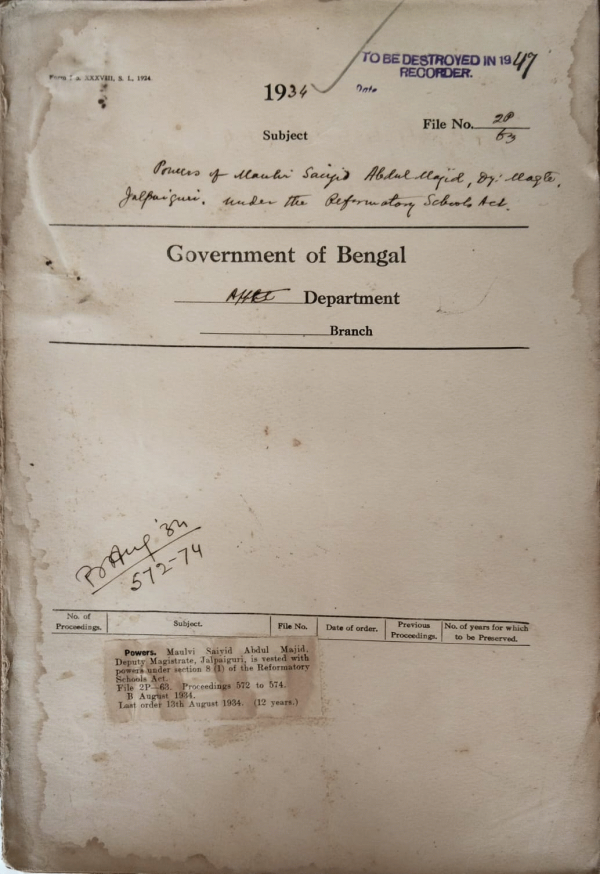 TO BE DESTROYED IN 1947
RECORDER.
XXXVIII, S. I., 1934
1934
Date
File No. 2P/63
Subject
Powers of Maulvi Saiyid Abdul Majid, Dy: Magte,
Jalpaiguri, under the Reformatory Schools Act.
Government of Bengal
Department
Branch
B Aug '34
572-74
No. of Proceedings.
Subject.
File No.
Date of order.
Previous Proceedings.
No. of years for which to be Preserved.
Powers. Maulvi Saiyid Abdul Majid,
Deputy Magistrate, Jalpaiguri, is vested with
powers under section 8 (1) of the Reformatory
Schools Act.
File 2P—63. Proceedings 572 to 574.
B August 1934.
Last order 13th August 1934. (12 years.)